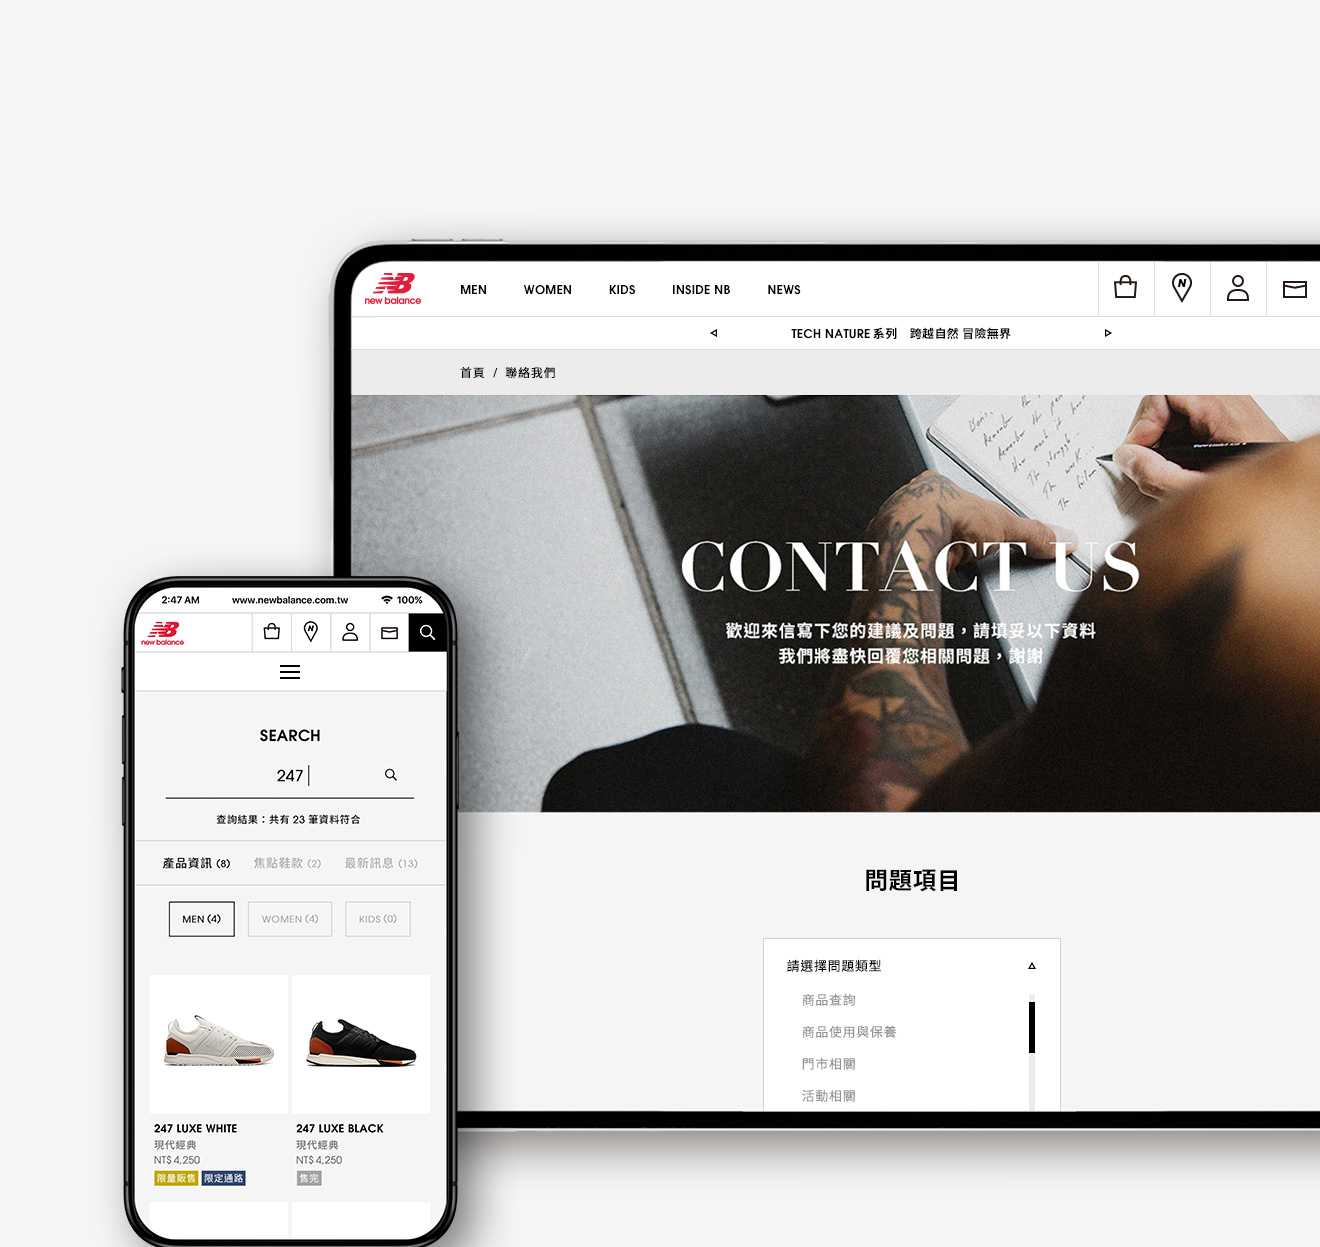 new balance
MEN WOMEN KIDS INSIDE NB NEWS
TECH NATURE 系列 跨越自然 冒險無界
首頁 / 聯絡我們
CONTACT US
歡迎來信寫下您的建議及問題，請填妥以下資料
我們將盡快回覆您相關問題，謝謝
問題項目
請選擇問題類型
商品查詢
商品使用與保養
門市相關
活動相關
2:47 AM www.newbalance.com.tw 100%
new balance
SEARCH
247
查詢結果：共有 23 筆資料符合
產品資訊 (8) 焦點鞋款 (2) 最新訊息 (13)
MEN (4) WOMEN (4) KIDS (0)
247 LUXE WHITE
現代經典
NT$ 4,250
限量販售 限定通路
247 LUXE BLACK
現代經典
NT$ 4,250
售完